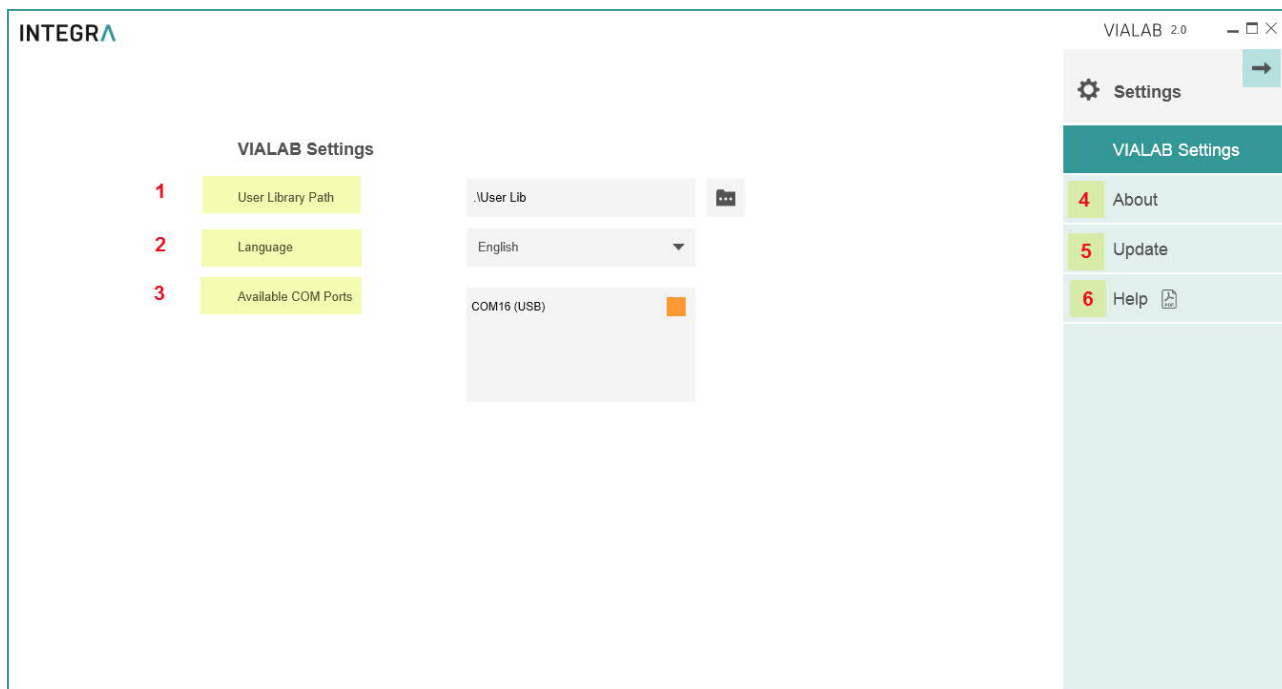 INTEGRA
VIALAB 2.0
Settings
VIALAB Settings
VIALAB Settings
1 User Library Path .\User Lib
4 About
2 Language English
5 Update
3 Available COM Ports
6 Help PDF
COM16 (USB)